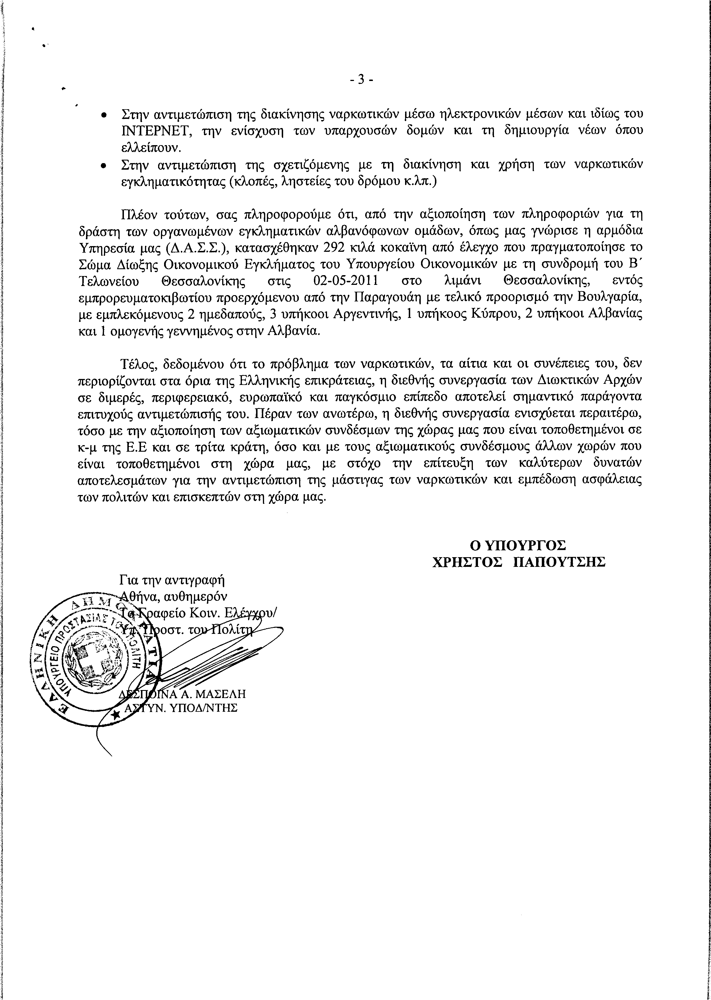 - 3 -
• Στην αντιμετώπιση της διακίνησης ναρκωτικών μέσω ηλεκτρονικών μέσων και ιδίως του
ΙΝΤΕΡΝΕΤ, την ενίσχυση των υπαρχουσών δομών και τη δημιουργία νέων όπου
ελλείπουν.
• Στην αντιμετώπιση της σχετιζόμενης με τη διακίνηση και χρήση των ναρκωτικών
εγκληματικότητας (κλοπές, ληστείες του δρόμου κ.λπ.)
Πλέον τούτων, σας πληροφορούμε ότι, από την αξιοποίηση των πληροφοριών για τη
δράστη των οργανωμένων εγκληματικών αλβανόφωνων ομάδων, όπως μας γνώρισε η αρμόδια
Υπηρεσία μας (Δ.Α.Σ.Σ.), κατασχέθηκαν 292 κιλά κοκαϊνη από έλεγχο που πραγματοποίησε το
Σώμα Δίωξης Οικονομικού Εγκλήματος του Υπουργείου Οικονομικών με τη συνδρομή του Β΄
Τελωνείου Θεσσαλονίκης στις 02-05-2011 στο λιμάνι Θεσσαλονίκης, εντός
εμπρορευματοκιβωτίου προερχόμενου από την Παραγουάη με τελικό προορισμό την Βουλγαρία,
με εμπλεκόμενους 2 ημεδαπούς, 3 υπήκοοι Αργεντινής, 1 υπήκοος Κύπρου, 2 υπήκοοι Αλβανίας
και 1 ομογενής γεννημένος στην Αλβανία.
Τέλος, δεδομένου ότι το πρόβλημα των ναρκωτικών, τα αίτια και οι συνέπειες του, δεν
περιορίζονται στα όρια της Ελληνικής επικράτειας, η διεθνής συνεργασία των Διωκτικών Αρχών
σε διμερές, περιφερειακό, ευρωπαϊκό και παγκόσμιο επίπεδο αποτελεί σημαντικό παράγοντα
επιτυχούς αντιμετώπισής του. Πέραν των ανωτέρω, η διεθνής συνεργασία ενισχύεται περαιτέρω,
τόσο με την αξιοποίηση των αξιωματικών συνδέσμων της χώρας μας που είναι τοποθετημένοι σε
κ-μ της Ε.Ε και σε τρίτα κράτη, όσο και με τους αξιωματικούς συνδέσμους άλλων χωρών που
είναι τοποθετημένοι στη χώρα μας, με στόχο την επίτευξη των καλύτερων δυνατών
αποτελεσμάτων για την αντιμετώπιση της μάστιγας των ναρκωτικών και εμπέδωση ασφάλειας
των πολιτών και επισκεπτών στη χώρα μας.
Ο ΥΠΟΥΡΓΟΣ
ΧΡΗΣΤΟΣ ΠΑΠΟΥΤΣΗΣ
Για την αντιγραφή
Αθήνα, αυθημερόν
Το Γραφείο Κοιν. Ελέγχου/
Υπ. Προστ. του Πολίτη
ΕΛΛΗΝΙΚΗ ΔΗΜΟΚΡΑΤΙΑ
ΥΠΟΥΡΓΕΙΟ ΠΡΟΣΤΑΣΙΑΣ ΤΟΥ ΠΟΛΙΤΗ
ΔΕΣΠΟΙΝΑ Α. ΜΑΣΕΛΗ
ΑΣΤΥΝ. ΥΠΟΔ/ΝΤΗΣ